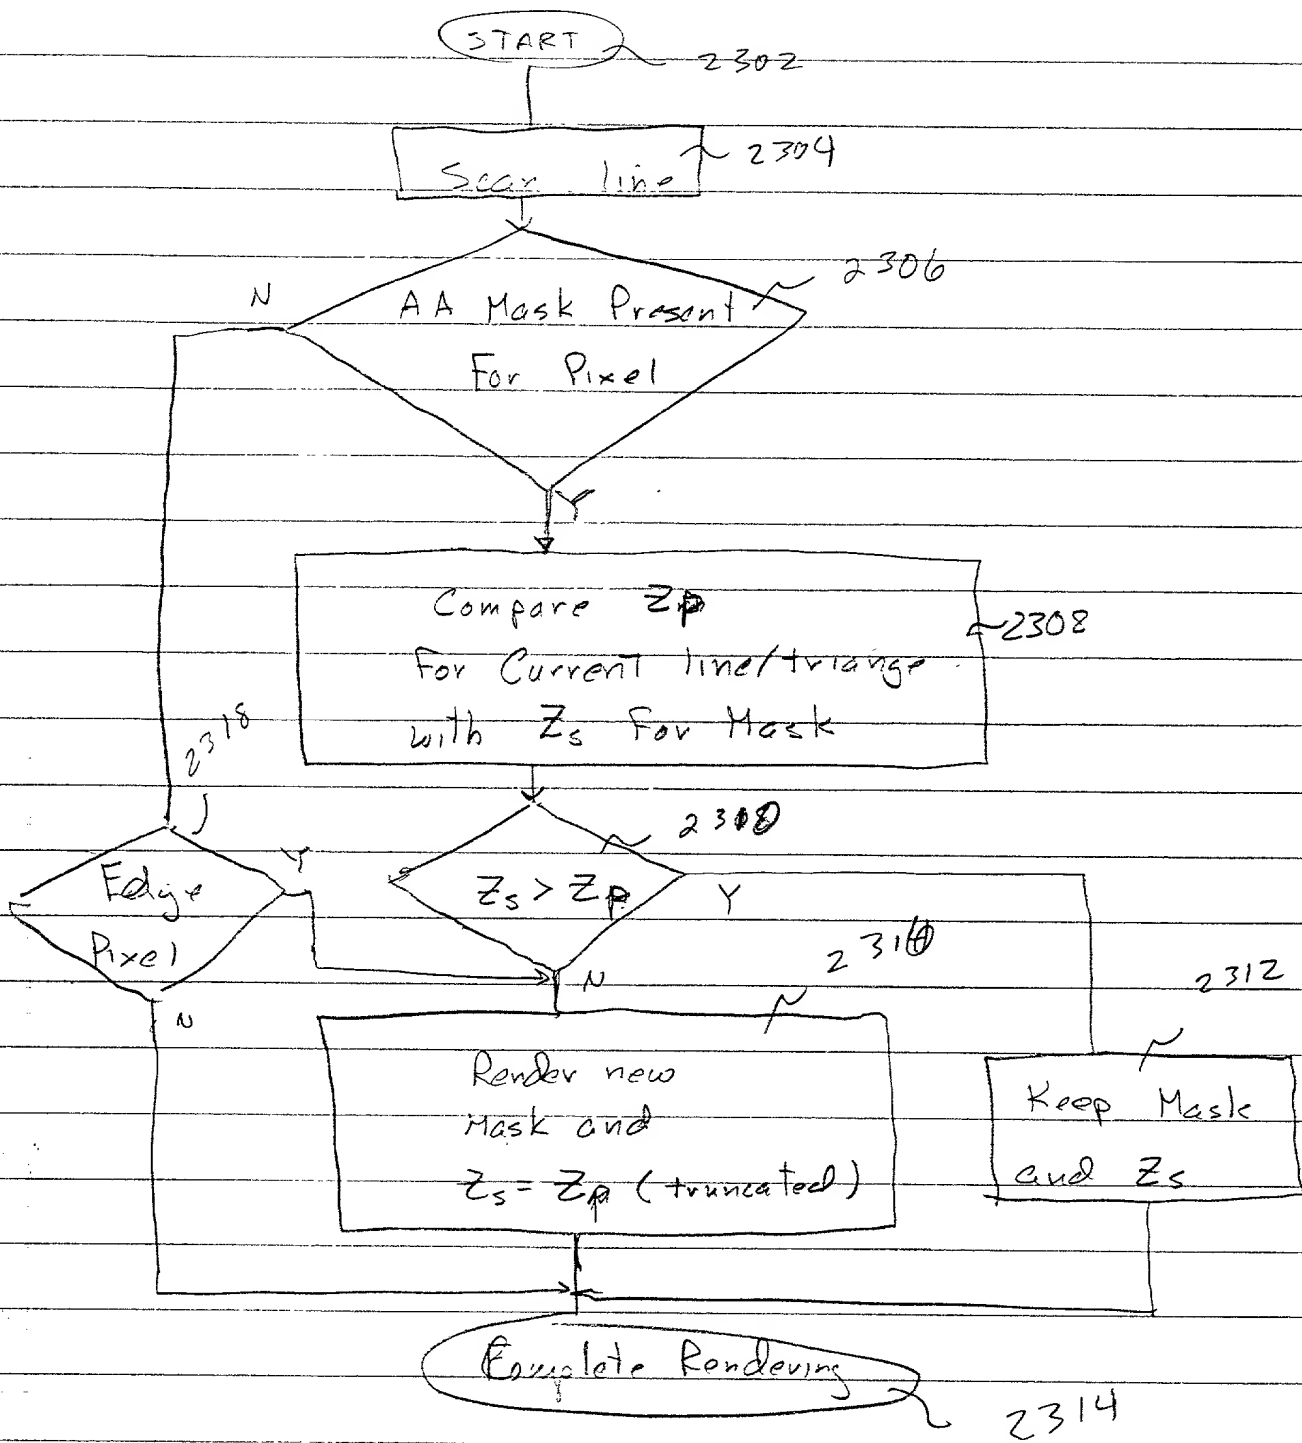 START
2302
2304
Scan line
2306
N
AA Mask Present
For Pixel
Y
Compare Zp
For Current line/triange
with Zs For Mask
2308
2318
2310
Edge
Pixel
Y
Zs > Zp
Y
N
N
2312
Render new
Mask and
Zs = Zp (truncated)
Keep Mask
and Zs
Complete Rendering
2314